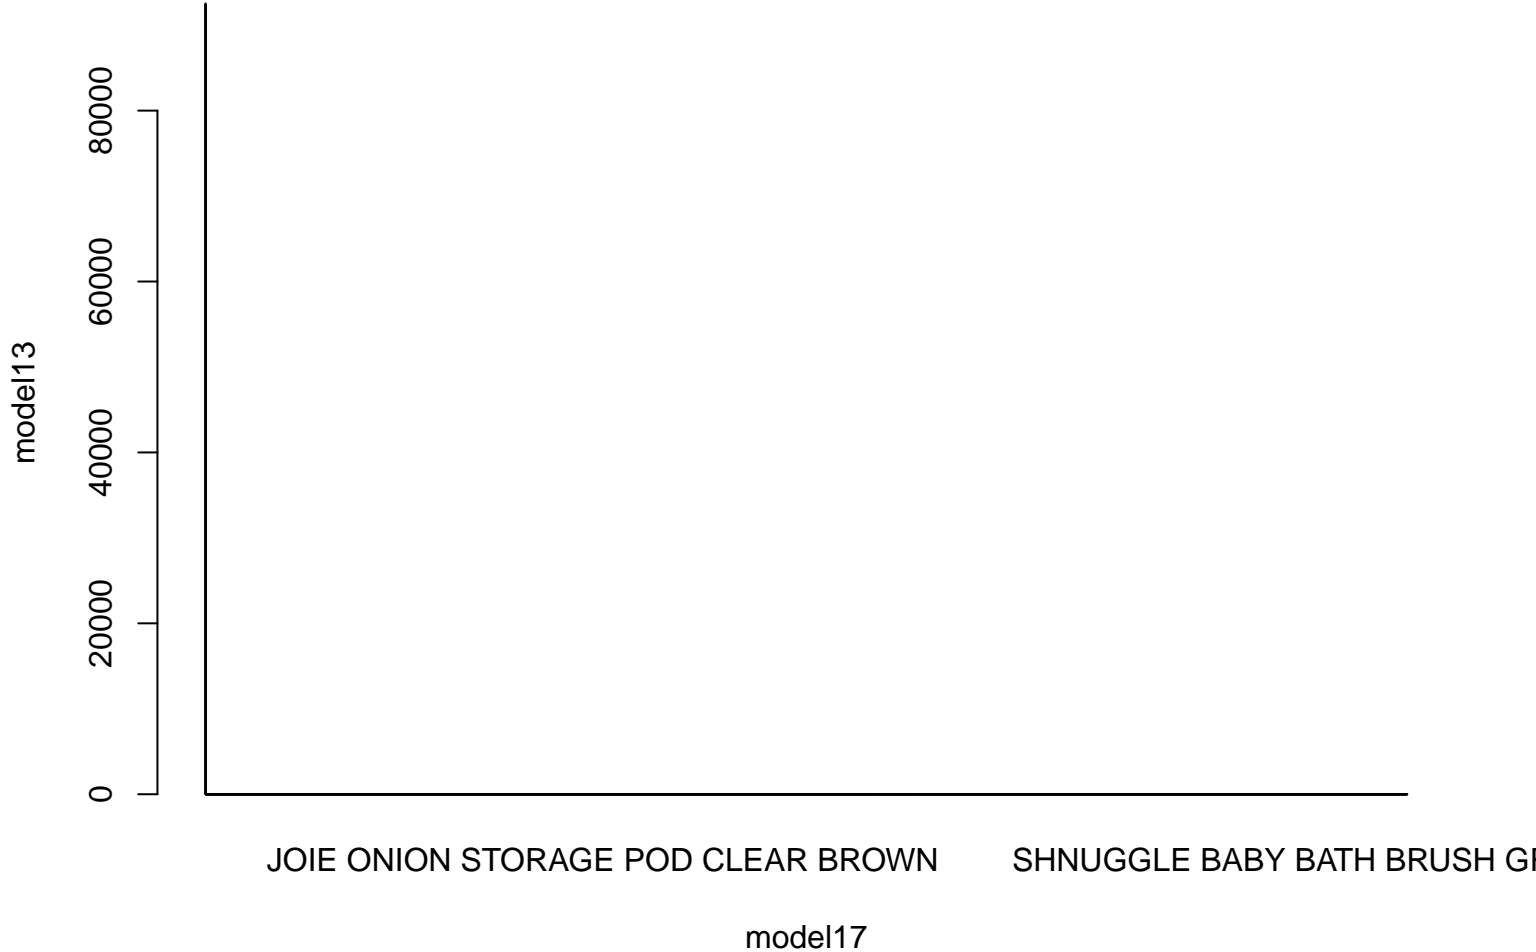 80000
60000
model13
40000
20000
0
JOIE ONION STORAGE POD CLEAR BROWN
SHNUGGLE BABY BATH BRUSH
model17